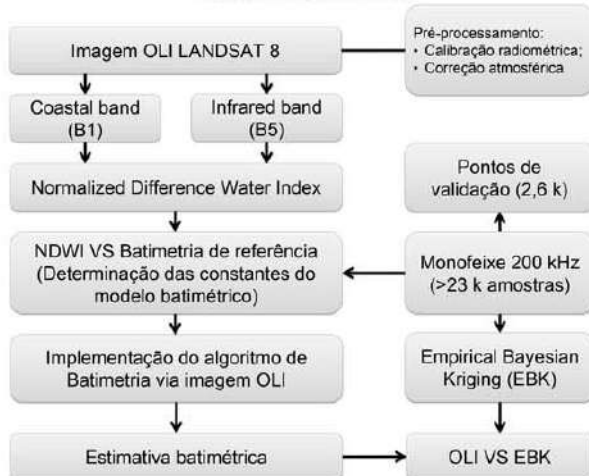 Imagem OLI LANDSAT 8
Pré-processamento:
• Calibração radiométrica;
• Correção atmosférica
Coastal band
(B1)
Infrared band
(B5)
Normalized Difference Water Index
Pontos de
validação (2,6 k)
NDWI VS Batimetria de referência
(Determinação das constantes do
modelo batimétrico)
Monofeixe 200 kHz
(>23 k amostras)
Implementação do algoritmo de
Batimetria via imagem OLI
Empirical Bayesian
Kriging (EBK)
Estimativa batimétrica
OLI VS EBK